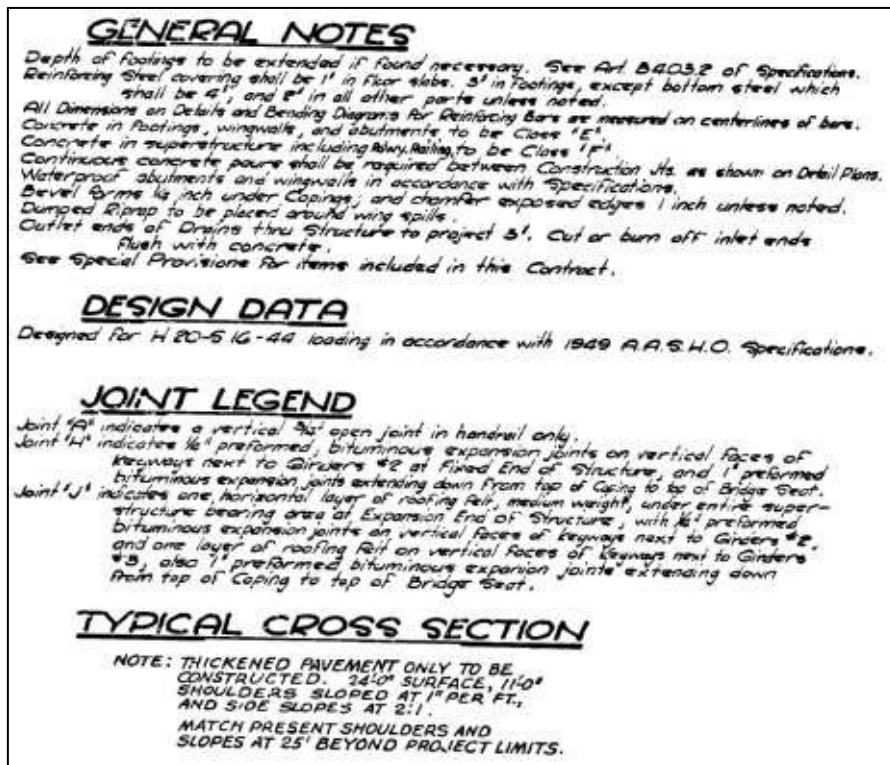 GENERAL NOTES
Depth of Footings to be extended if found necessary. See Art. B4.03.2 of Specifications.
Reinforcing Steel covering shall be 1" in floor slabs. 3" in Footings, except bottom steel which
shall be 4", and 2" in all other parts unless noted.
All Dimensions on Details and Bending Diagrams for Reinforcing Bars are measured on centerlines of bars.
Concrete in Footings, wingwalls, and abutments to be Class "E".
Concrete in superstructure including Rdwy. Railing, to be Class "F".
Continuous concrete pours shall be required between Construction Jts. as shown on Detail Plans.
Waterproof abutments and wingwalls in accordance with Specifications.
Bevel forms 1/4 inch under Copings; and chamfer exposed edges 1 inch unless noted.
Dumped Riprap to be placed around wing spills.
Outlet ends of Drains thru Structure to project 3". Cut or burn off inlet ends
flush with concrete.
See Special Provisions for items included in this Contract.
DESIGN DATA
Designed for H 20-S 16-44 loading in accordance with 1949 A.A.S.H.O. Specifications.
JOINT LEGEND
Joint "A" indicates a vertical open joint in handrail only.
Joint "H" indicates preformed, bituminous expansion joints on vertical faces of
keyways next to Girders #2 at Fixed End of Structure, and 1" preformed
bituminous expansion joints extending down from top of Coping to top of Bridge Seat.
Joint "J" indicates one, horizontal layer of roofing felt, medium weight, under entire super-
structure bearing area at Expansion End of Structure, with preformed
bituminous expansion joints on vertical faces of keyways next to Girders #2,
and one layer of roofing felt on vertical faces of keyways next to Girders
#3, also 1" preformed bituminous expanion joints extending down
from top of Coping to top of Bridge Seat.
TYPICAL CROSS SECTION
NOTE: THICKENED PAVEMENT ONLY TO BE
CONSTRUCTED. 24'-0" SURFACE, 11'-0"
SHOULDERS SLOPED AT 1" PER FT.,
AND SIDE SLOPES AT 2:1.
MATCH PRESENT SHOULDERS AND
SLOPES AT 25' BEYOND PROJECT LIMITS.